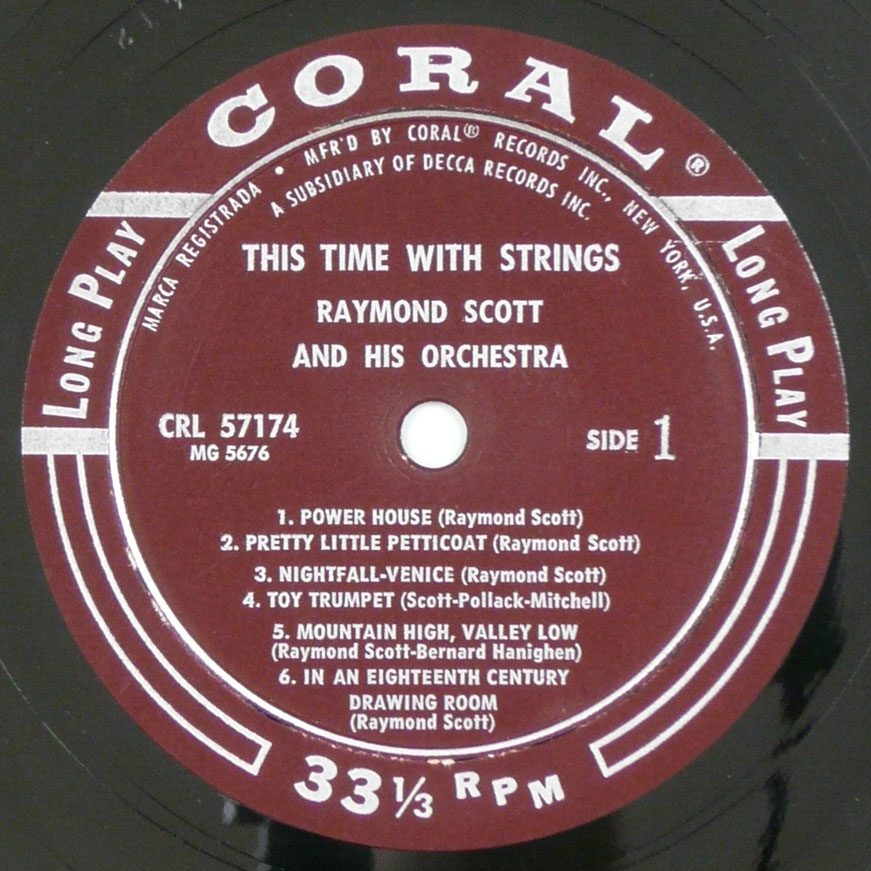 CORAL®
MARCA REGISTRADA • MFR'D BY CORAL® RECORDS INC., NEW YORK, U.S.A.
A SUBSIDIARY OF DECCA RECORDS INC.
LONG PLAY
LONG PLAY
THIS TIME WITH STRINGS
RAYMOND SCOTT
AND HIS ORCHESTRA
CRL 57174
MG 5676
SIDE 1
1. POWER HOUSE (Raymond Scott)
2. PRETTY LITTLE PETTICOAT (Raymond Scott)
3. NIGHTFALL-VENICE (Raymond Scott)
4. TOY TRUMPET (Scott-Pollack-Mitchell)
5. MOUNTAIN HIGH, VALLEY LOW
(Raymond Scott-Bernard Hanighen)
6. IN AN EIGHTEENTH CENTURY
DRAWING ROOM
(Raymond Scott)
33 1/3 RPM